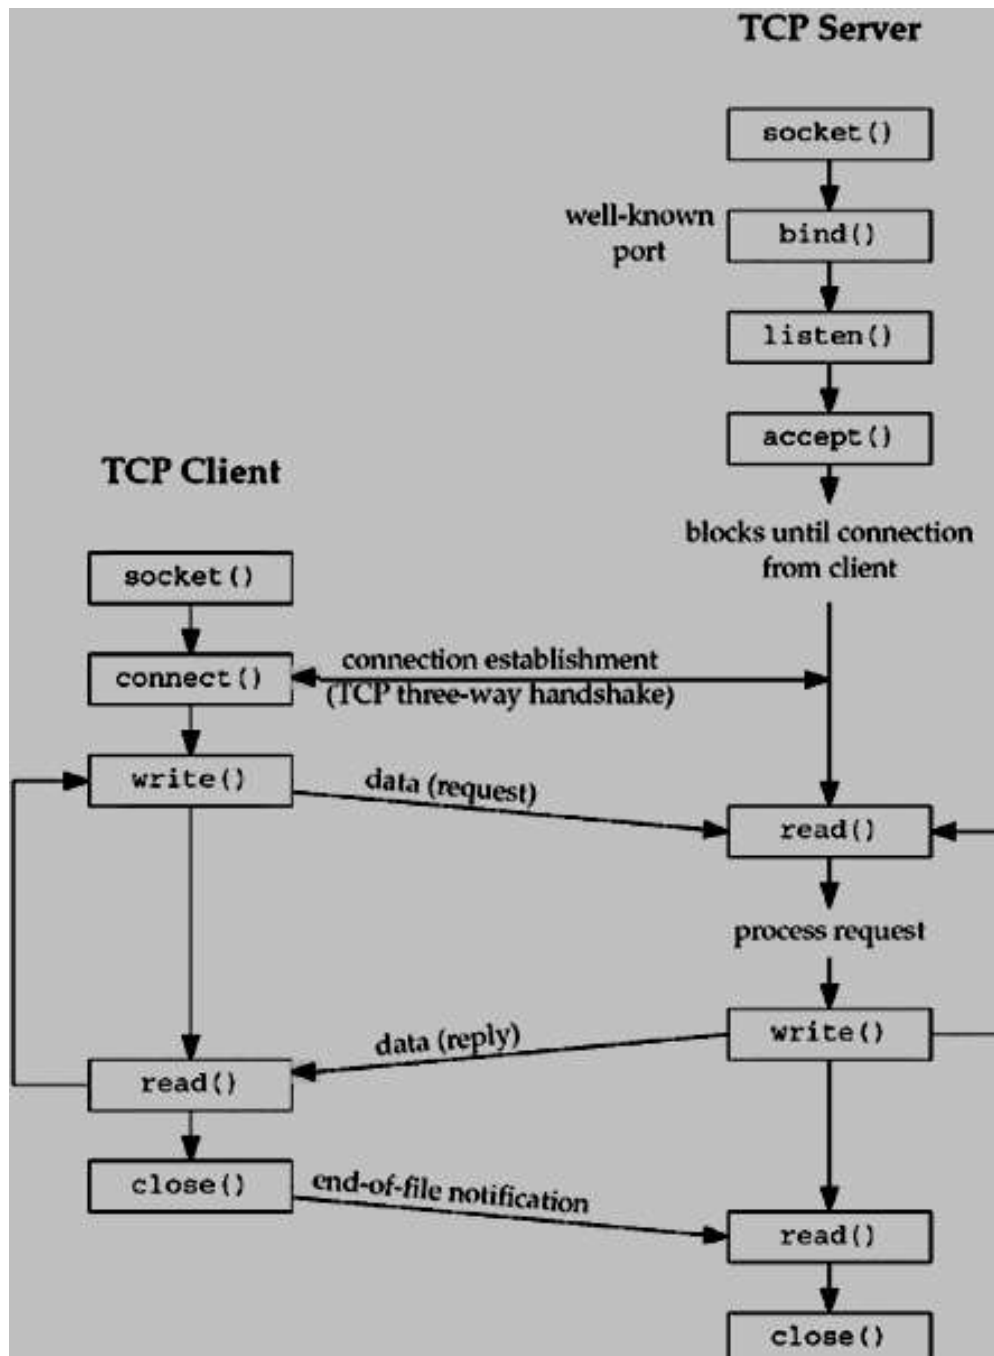 TCP Server
socket()
well-known
port
bind()
listen()
accept()
TCP Client
blocks until connection
from client
socket()
connection establishment
(TCP three-way handshake)
connect()
write()
data (request)
read()
process request
write()
data (reply)
read()
close()
end-of-file notification
read()
close()